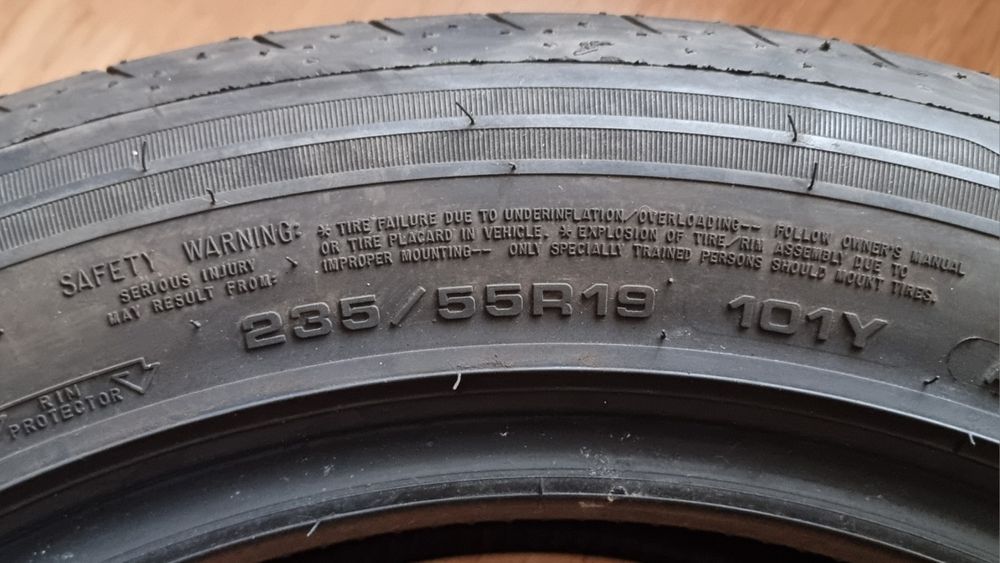 SAFETY WARNING:
SERIOUS INJURY
MAY RESULT FROM:
* TIRE FAILURE DUE TO UNDERINFLATION/OVERLOADING-- FOLLOW OWNER'S MANUAL
OR TIRE PLACARD IN VEHICLE. * EXPLOSION OF TIRE/RIM ASSEMBLY DUE TO
IMPROPER MOUNTING-- ONLY SPECIALLY TRAINED PERSONS SHOULD MOUNT TIRES.
235/55R19 101Y
RIM
PROTECTOR